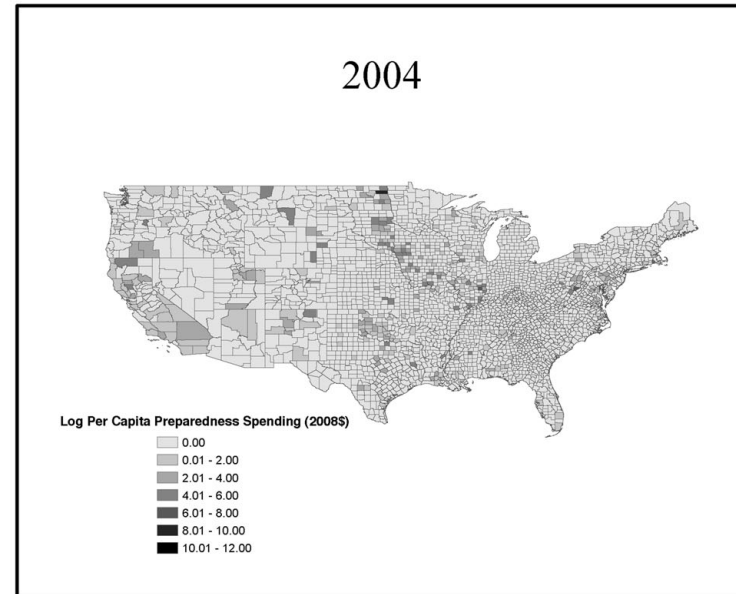 2004
Log Per Capita Preparedness Spending (2008$)
0.00
0.01 - 2.00
2.01 - 4.00
4.01 - 6.00
6.01 - 8.00
8.01 - 10.00
10.01 - 12.00